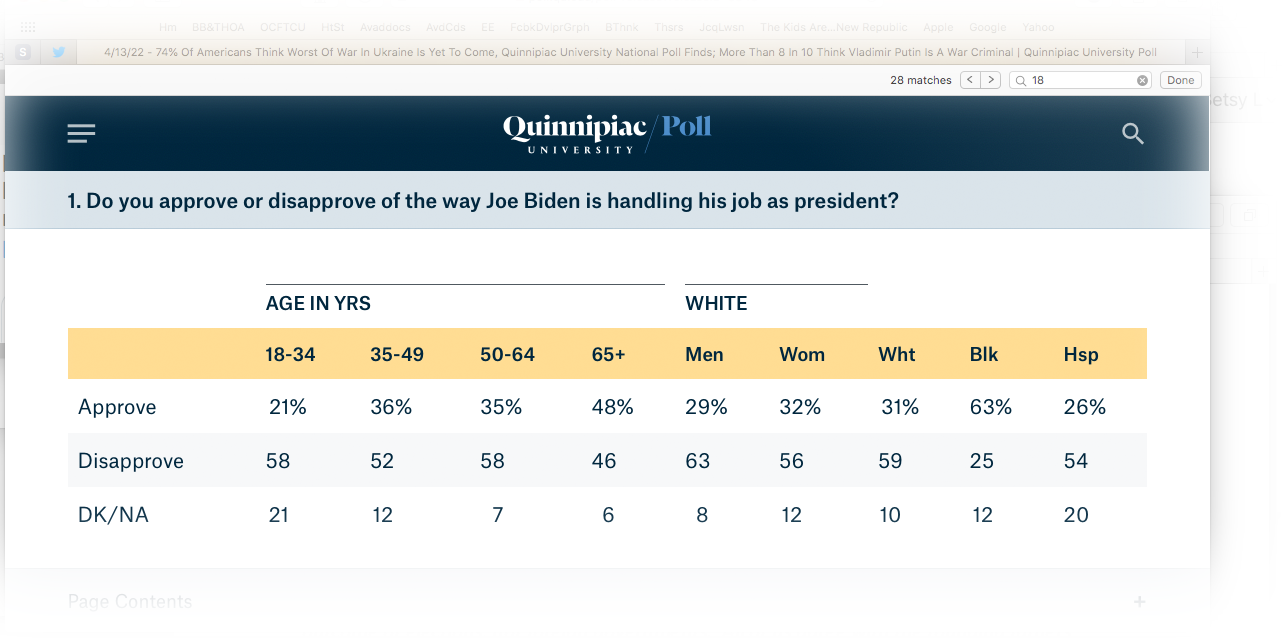 Hm BB&THOA OCFTCU HtSt Avaddocs AvdCds EE FcbkDvlprGrph BTnnk Thsrs JoqLwsn The Kids Are...New Republic Apple Google Yahoo
S 4/13/22 - 74% Of Americans Think Worst Of War In Ukraine Is Yet To Come, Quinnipiac University National Poll Finds; More Than 8 In 10 Think Vladimir Putin Is A War Criminal | Quinnipiac University Poll +
28 matches < > 18 Done
Quinnipiac / Poll
UNIVERSITY
1. Do you approve or disapprove of the way Joe Biden is handling his job as president?
AGE IN YRS WHITE
18-34 35-49 50-64 65+ Men Wom Wht Blk Hsp
Approve 21% 36% 35% 48% 29% 32% 31% 63% 26%
Disapprove 58 52 58 46 63 56 59 25 54
DK/NA 21 12 7 6 8 12 10 12 20
Page Contents +